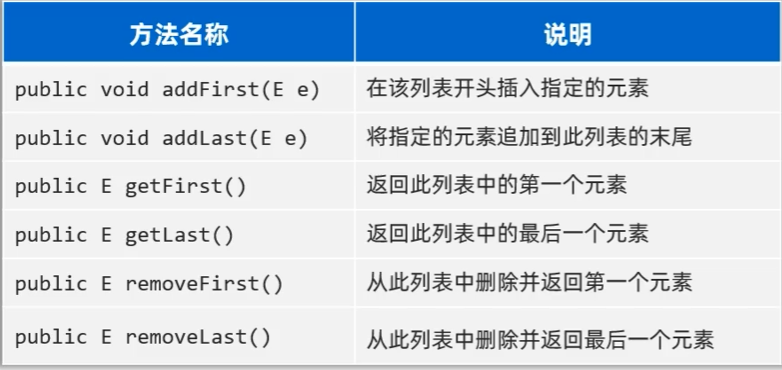 方法名称 说明
public void addFirst(E e) 在该列表开头插入指定的元素
public void addLast(E e) 将指定的元素追加到此列表的末尾
public E getFirst() 返回此列表中的第一个元素
public E getLast() 返回此列表中的最后一个元素
public E removeFirst() 从此列表中删除并返回第一个元素
public E removeLast() 从此列表中删除并返回最后一个元素